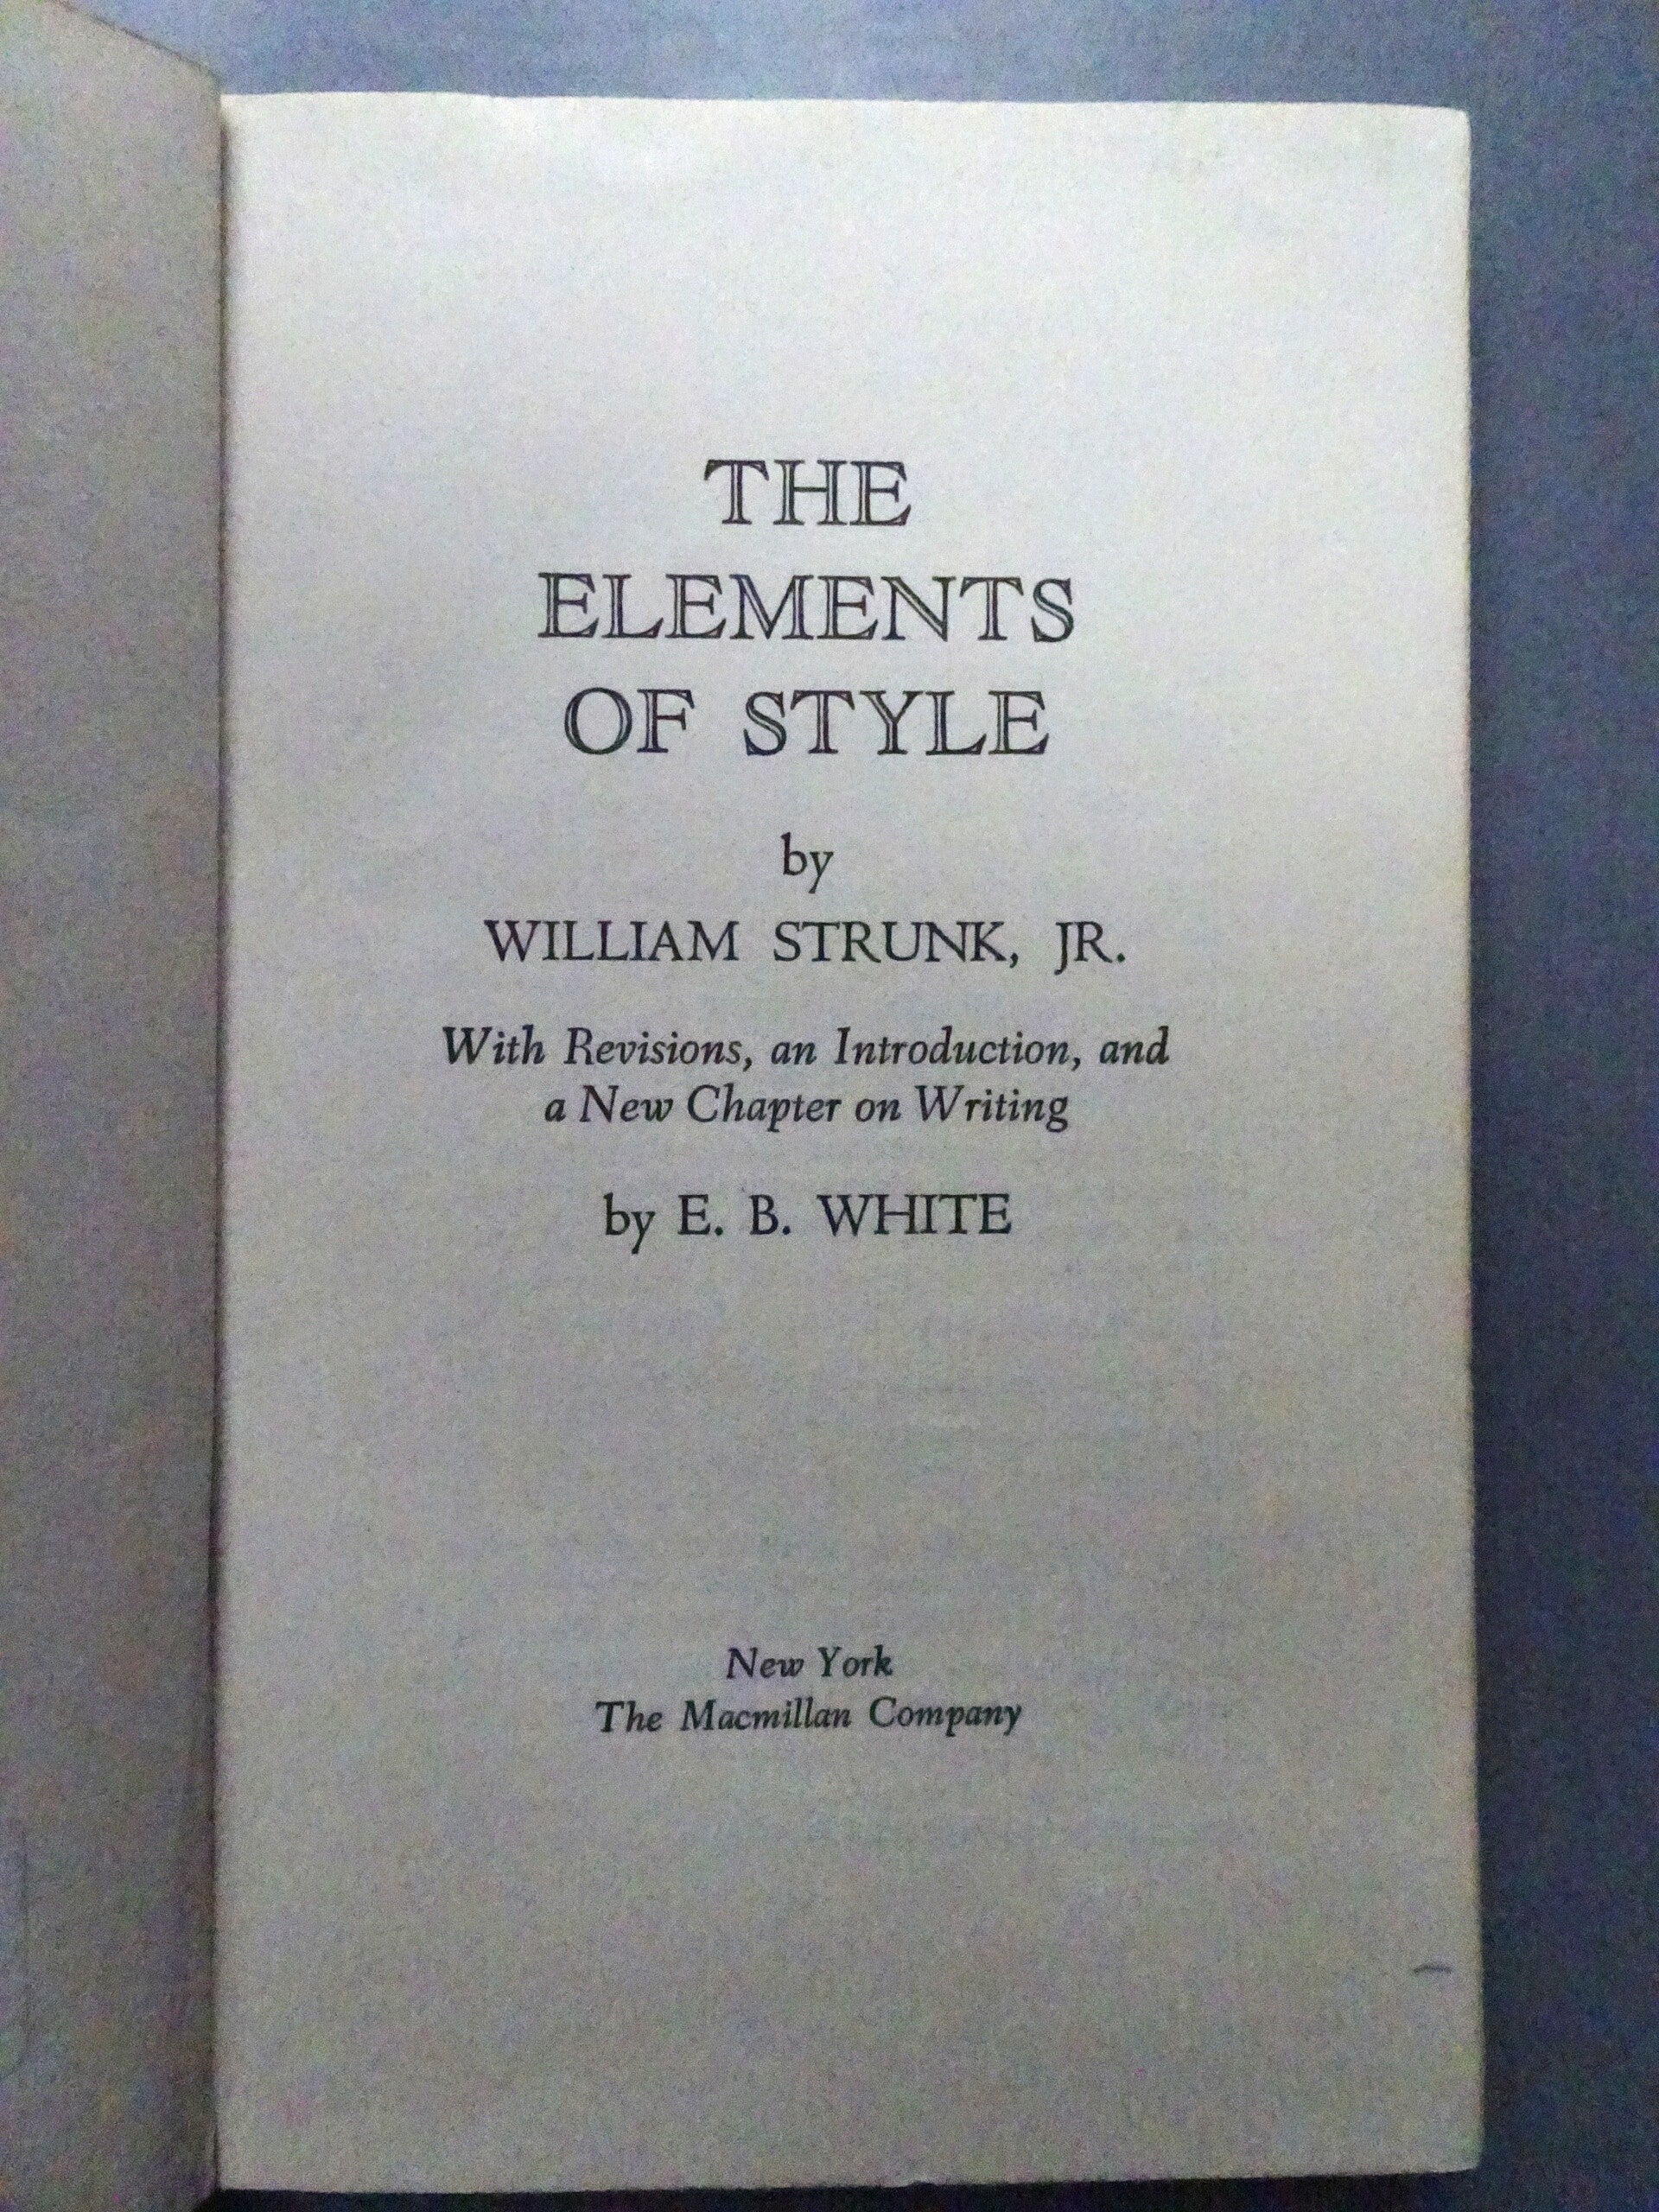 THE
ELEMENTS
OF STYLE
by
WILLIAM STRUNK, JR.
With Revisions, an Introduction, and
a New Chapter on Writing
by E. B. WHITE
New York
The Macmillan Company